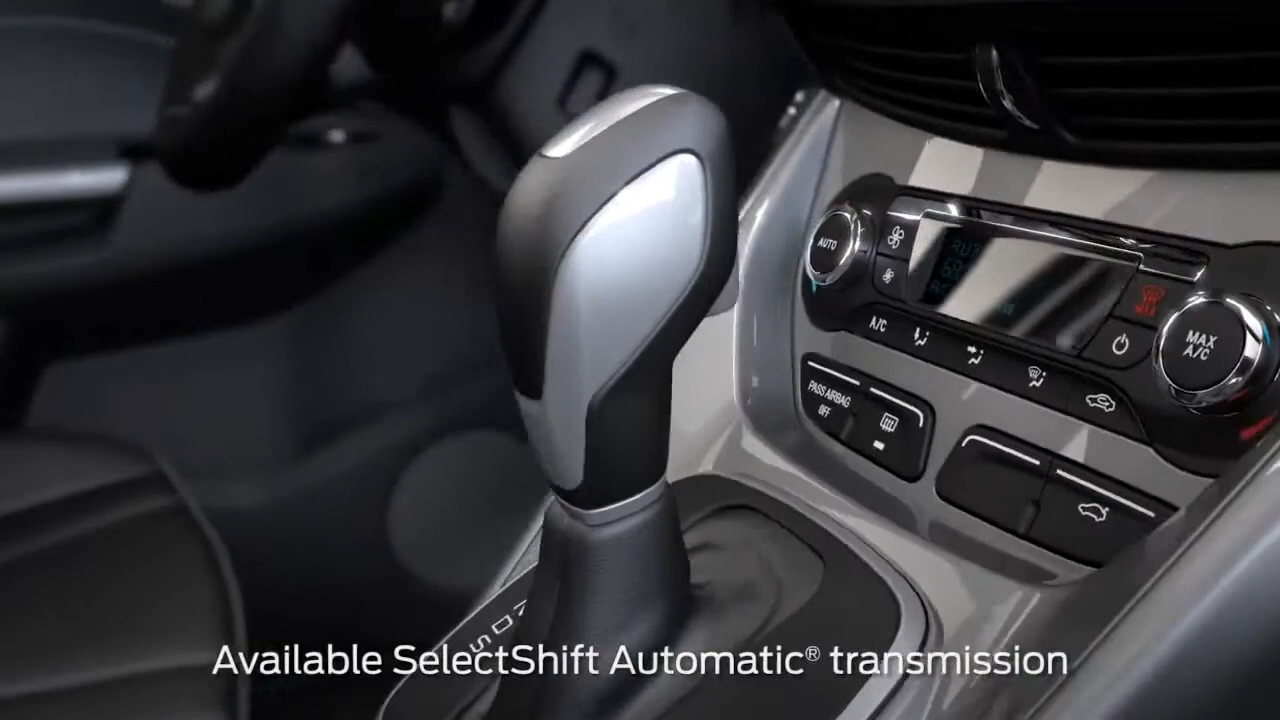 AUTO
A/C
MAX
A/C
PASS AIRBAG
OFF
D
S
Available SelectShift Automatic® transmission